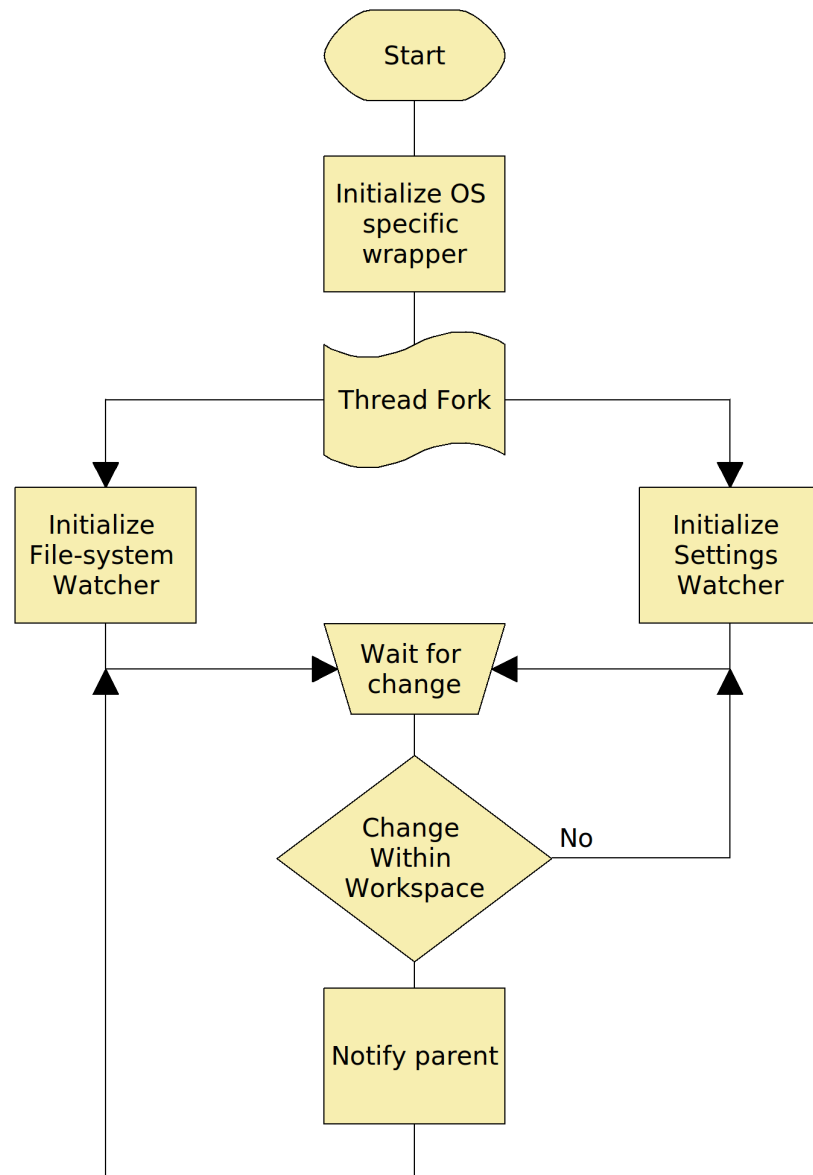 Start
Initialize OS
specific
wrapper
Thread Fork
Initialize
File-system
Watcher
Initialize
Settings
Watcher
Wait for
change
Change
Within
Workspace
No
Notify parent